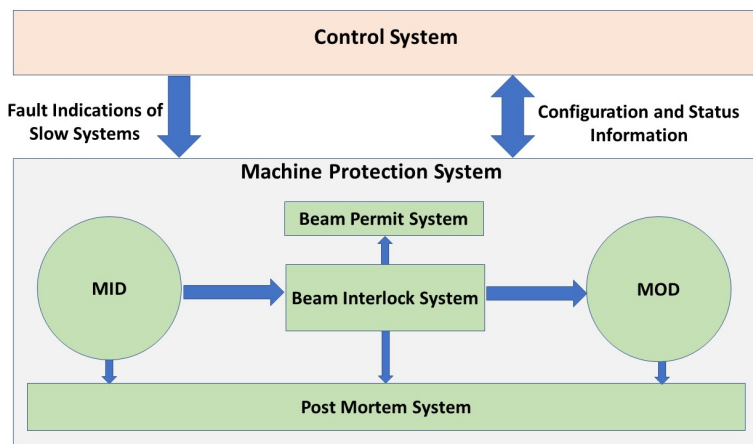 Control System
Fault Indications of
Slow Systems
Configuration and Status
Information
Machine Protection System
Beam Permit System
MID
Beam Interlock System
MOD
Post Mortem System